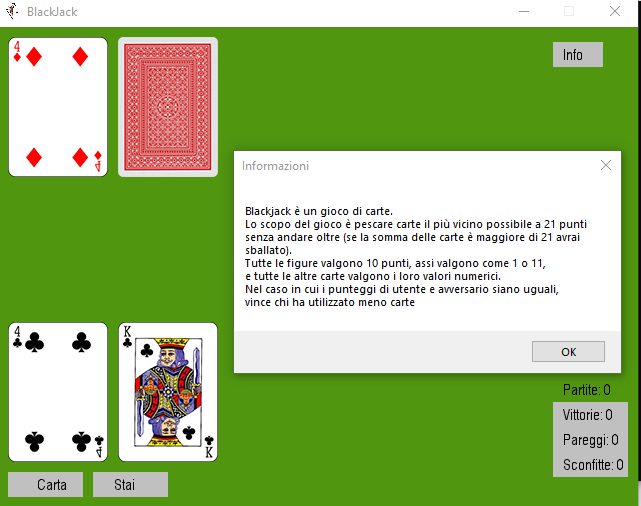 BlackJack
4
4
Info
Informazioni
Blackjack è un gioco di carte.
Lo scopo del gioco è pescare carte il più vicino possibile a 21 punti
senza andare oltre (se la somma delle carte è maggiore di 21 avrai
sballato).
Tutte le figure valgono 10 punti, assi valgono come 1 o 11,
e tutte le altre carte valgono i loro valori numerici.
Nel caso in cui i punteggi di utente e avversario siano uguali,
vince chi ha utilizzato meno carte
OK
4
4
K
K
Partite: 0
Vittorie: 0
Pareggi: 0
Sconfitte: 0
Carta
Stai